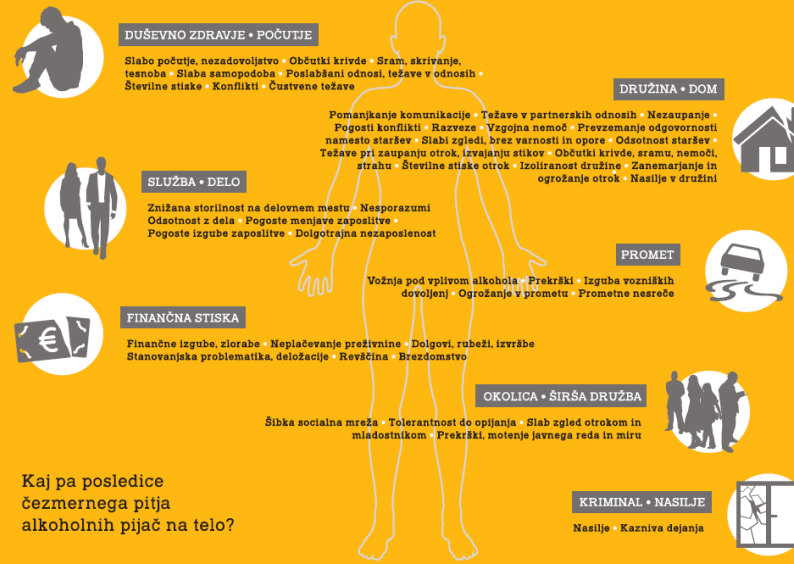 DUŠEVNO ZDRAVJE • POČUTJE
Slabo počutje, nezadovoljstvo • Občutki krivde • Sram, skrivanje,
tesnoba • Slaba samopodoba • Poslabšani odnosi, težave v odnosih •
Številne stiske • Konflikti • Čustvene težave
DRUŽINA • DOM
Pomanjkanje komunikacije • Težave v partnerskih odnosih • Nezaupanje •
Pogosti konflikti • Razveze • Vzgojna nemoč • Prevzemanje odgovornosti
namesto staršev • Slabi zgledi, brez varnosti in opore • Odsotnost staršev •
Težave pri zaupanju otrok, izvajanju stikov • Občutki krivde, sramu, nemoči,
strahu • Številne stiske otrok • Izoliranost družine • Zanemarjanje in
ogrožanje otrok • Nasilje v družini
SLUŽBA • DELO
Znižana storilnost na delovnem mestu • Nesporazumi
Odsotnost z dela • Pogoste menjave zaposlitve •
Pogoste izgube zaposlitve • Dolgotrajna nezaposlenost
PROMET
Vožnja pod vplivom alkohola • Prekrški • Izguba vozniških
dovoljenj • Ogrožanje v prometu • Prometne nesreče
FINANČNA STISKA
Finančne izgube, zlorabe • Neplačevanje preživnine • Dolgovi, rubeži, izvršbe
Stanovanjska problematika, deložacije • Revščina • Brezdomstvo
€
OKOLICA • ŠIRŠA DRUŽBA
Šibka socialna mreža • Tolerantnost do opijanja • Slab zgled otrokom in
mladostnikom • Prekrški, motenje javnega reda in miru
KRIMINAL • NASILJE
Nasilje • Kazniva dejanja
Kaj pa posledice
čezmernega pitja
alkoholnih pijač na telo?